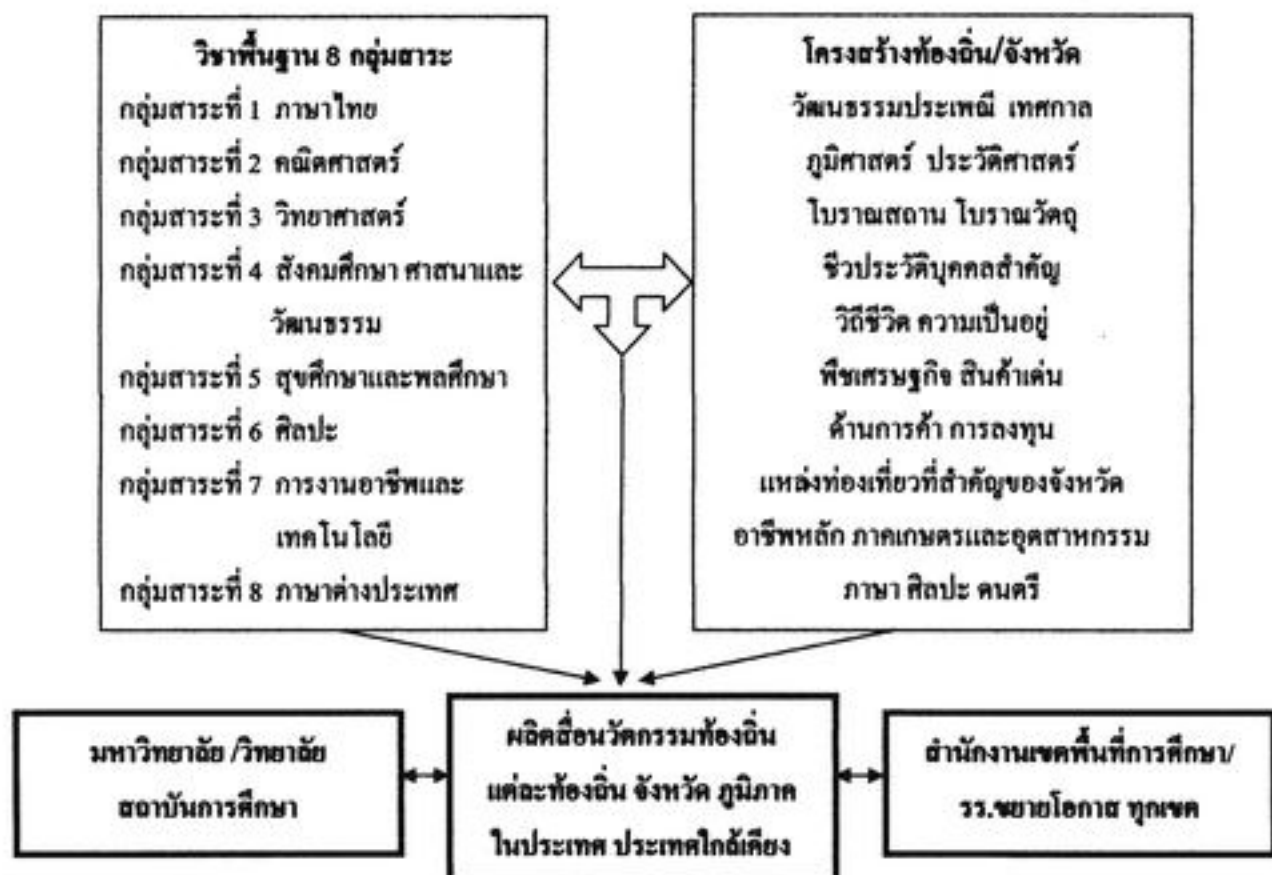 วิชาพื้นฐาน 8 กลุ่มสาระ
กลุ่มสาระที่ 1 ภาษาไทย
กลุ่มสาระที่ 2 คณิตศาสตร์
กลุ่มสาระที่ 3 วิทยาศาสตร์
กลุ่มสาระที่ 4 สังคมศึกษา ศาสนาและ
วัฒนธรรม
กลุ่มสาระที่ 5 สุขศึกษาและพลศึกษา
กลุ่มสาระที่ 6 ศิลปะ
กลุ่มสาระที่ 7 การงานอาชีพและ
เทคโนโลยี
กลุ่มสาระที่ 8 ภาษาต่างประเทศ
โครงสร้างท้องถิ่น/จังหวัด
วัฒนธรรมประเพณี เทศกาล
ภูมิศาสตร์ ประวัติศาสตร์
โบราณสถาน โบราณวัตถุ
ชีวประวัติบุคคลสำคัญ
วิถีชีวิต ความเป็นอยู่
พืชเศรษฐกิจ สินค้าเด่น
ด้านการค้า การลงทุน
แหล่งท่องเที่ยวที่สำคัญของจังหวัด
อาชีพหลัก ภาคเกษตรและอุตสาหกรรม
ภาษา ศิลปะ ดนตรี
มหาวิทยาลัย /วิทยาลัย
สถาบันการศึกษา
ผลิตสื่อนวัตกรรมท้องถิ่น
แต่ละท้องถิ่น จังหวัด ภูมิภาค
ในประเทศ ประเทศใกล้เคียง
สำนักงานเขตพื้นที่การศึกษา/
รร.ขยายโอกาส ทุกเขต